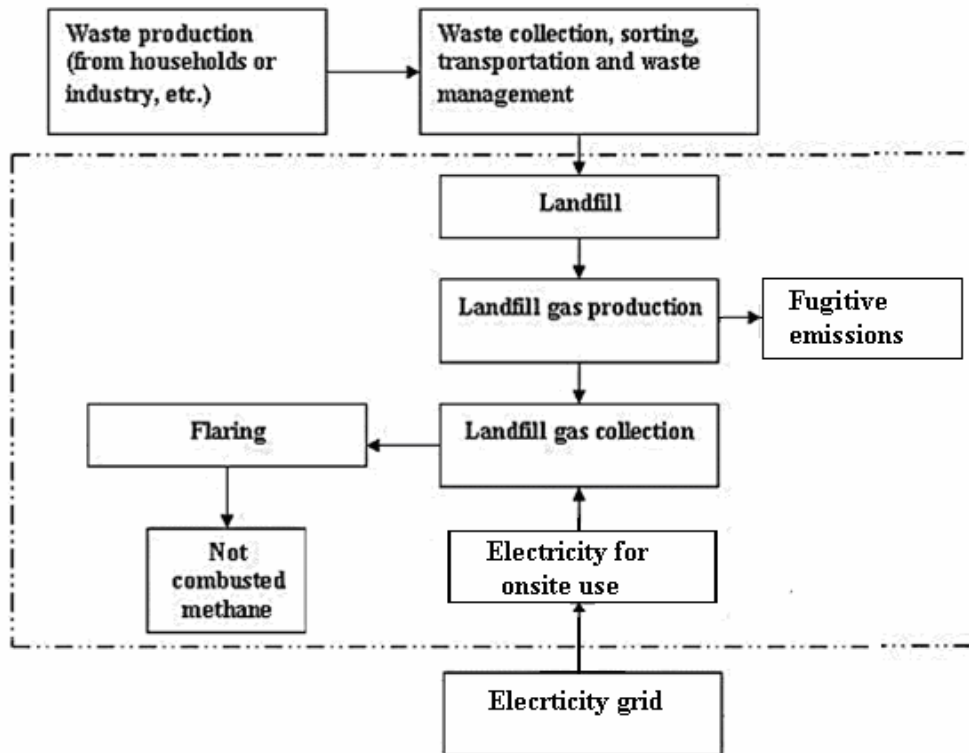 Waste production
(from households or
industry, etc.)
Waste collection, sorting,
transportation and waste
management
Landfill
Landfill gas production
Fugitive
emissions
Flaring
Landfill gas collection
Not
combusted
methane
Electricity for
onsite use
Elecrticity grid